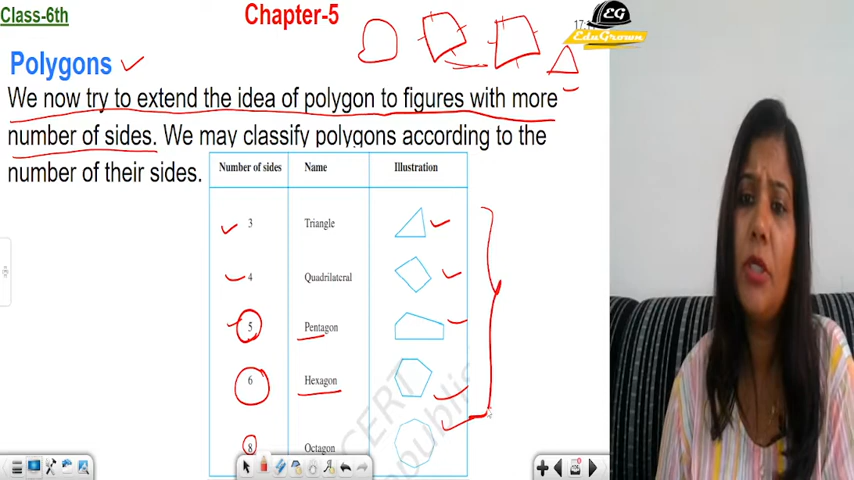 Class-6th
Chapter-5
EG
EduGrown
Polygons
We now try to extend the idea of polygon to figures with more
number of sides. We may classify polygons according to the
number of their sides.
Number of sides Name Illustration
3 Triangle
4 Quadrilateral
5 Pentagon
6 Hexagon
8 Octagon